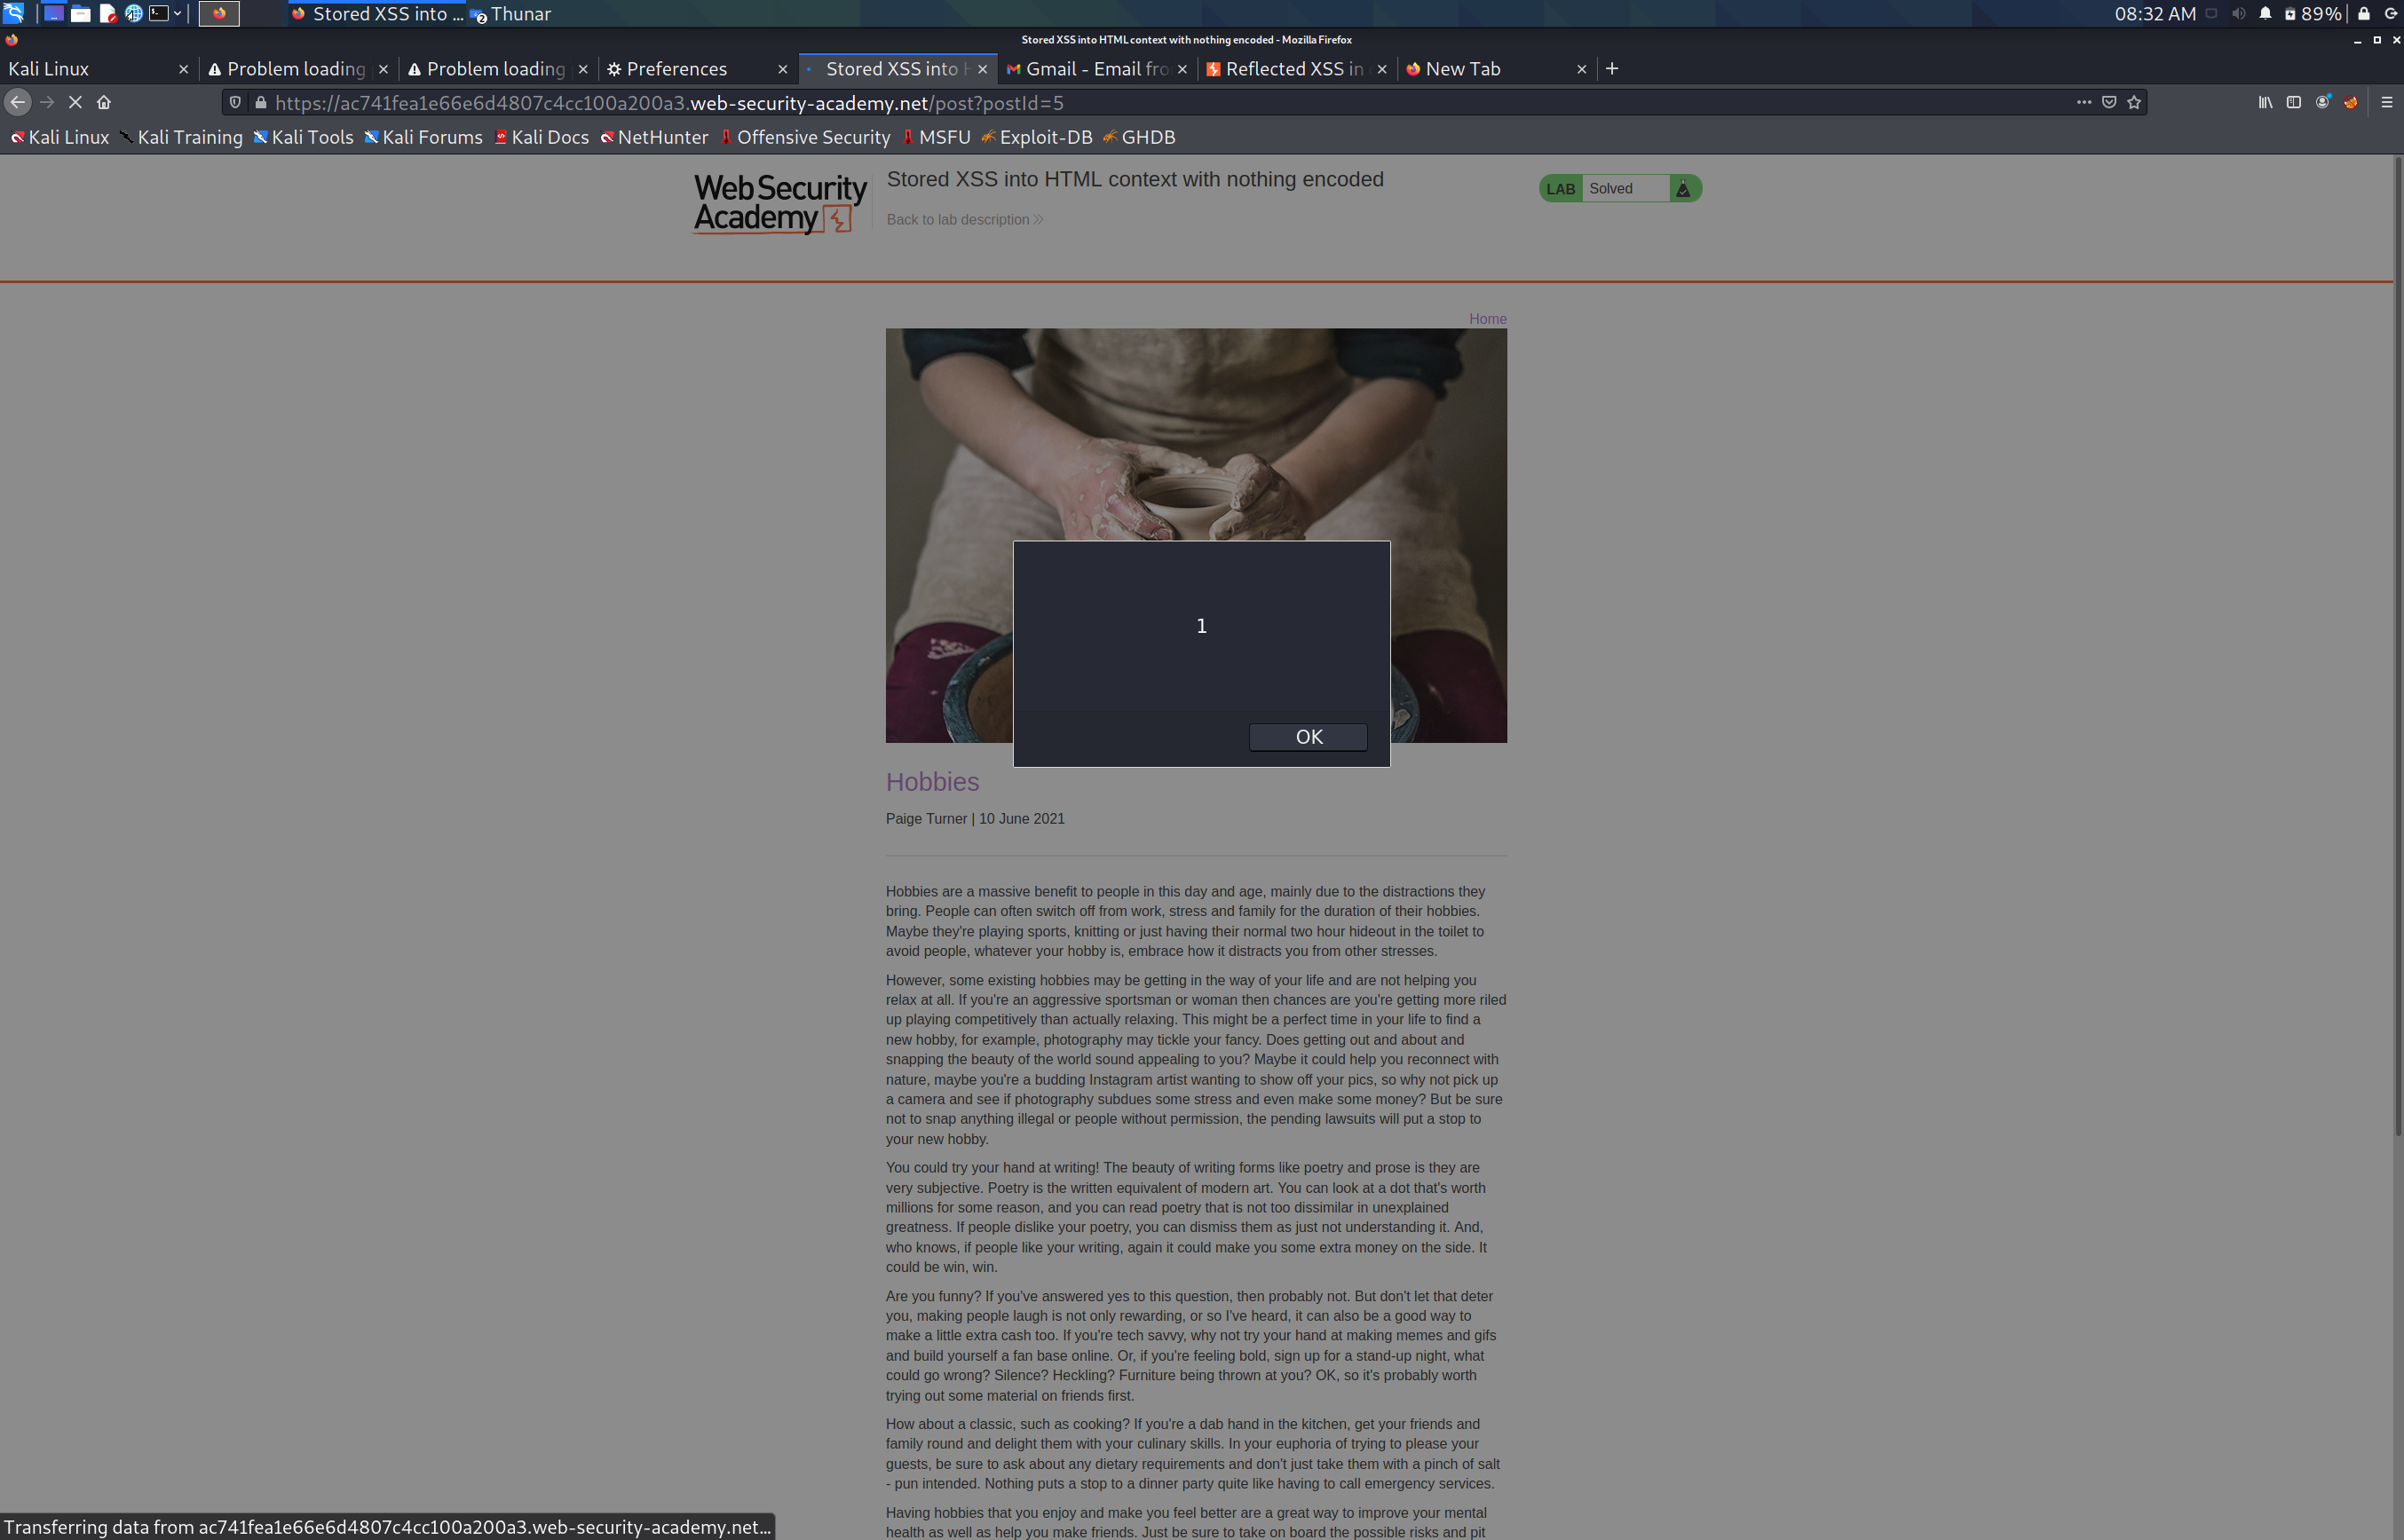 Stored XSS into ... 2 Thunar 08:32 AM 89%
Stored XSS into HTML context with nothing encoded - Mozilla Firefox
Kali Linux Problem loading Problem loading Preferences Stored XSS into H Gmail - Email fro Reflected XSS in New Tab
https://ac741fea1e66e6d4807c4cc100a200a3.web-security-academy.net/post?postId=5
Kali Linux Kali Training Kali Tools Kali Forums Kali Docs NetHunter Offensive Security MSFU Exploit-DB GHDB
Web Security
Academy
Stored XSS into HTML context with nothing encoded
Back to lab description
LAB Solved
Home
1
OK
Hobbies
Paige Turner | 10 June 2021
Hobbies are a massive benefit to people in this day and age, mainly due to the distractions they
bring. People can often switch off from work, stress and family for the duration of their hobbies.
Maybe they're playing sports, knitting or just having their normal two hour hideout in the toilet to
avoid people, whatever your hobby is, embrace how it distracts you from other stresses.
However, some existing hobbies may be getting in the way of your life and are not helping you
relax at all. If you're an aggressive sportsman or woman then chances are you're getting more riled
up playing competitively than actually relaxing. This might be a perfect time in your life to find a
new hobby, for example, photography may tickle your fancy. Does getting out and about and
snapping the beauty of the world sound appealing to you? Maybe it could help you reconnect with
nature, maybe you're a budding Instagram artist wanting to show off your pics, so why not pick up
a camera and see if photography subdues some stress and even make some money? But be sure
not to snap anything illegal or people without permission, the pending lawsuits will put a stop to
your new hobby.
You could try your hand at writing! The beauty of writing forms like poetry and prose is they are
very subjective. Poetry is the written equivalent of modern art. You can look at a dot that's worth
millions for some reason, and you can read poetry that is not too dissimilar in unexplained
greatness. If people dislike your poetry, you can dismiss them as just not understanding it. And,
who knows, if people like your writing, again it could make you some extra money on the side. It
could be win, win.
Are you funny? If you've answered yes to this question, then probably not. But don't let that deter
you, making people laugh is not only rewarding, or so I've heard, it can also be a good way to
make a little extra cash too. If you're tech savvy, why not try your hand at making memes and gifs
and build yourself a fan base online. Or, if you're feeling bold, sign up for a stand-up night, what
could go wrong? Silence? Heckling? Furniture being thrown at you? OK, so it's probably worth
trying out some material on friends first.
How about a classic, such as cooking? If you're a dab hand in the kitchen, get your friends and
family round and delight them with your culinary skills. In your euphoria of trying to please your
guests, be sure to ask about any dietary requirements and don't just take them with a pinch of salt
- pun intended. Nothing puts a stop to a dinner party quite like having to call emergency services.
Having hobbies that you enjoy and make you feel better are a great way to improve your mental
health as well as help you make friends. Just be sure to take on board the possible risks and pit
Transferring data from ac741fea1e66e6d4807c4cc100a200a3.web-security-academy.net...